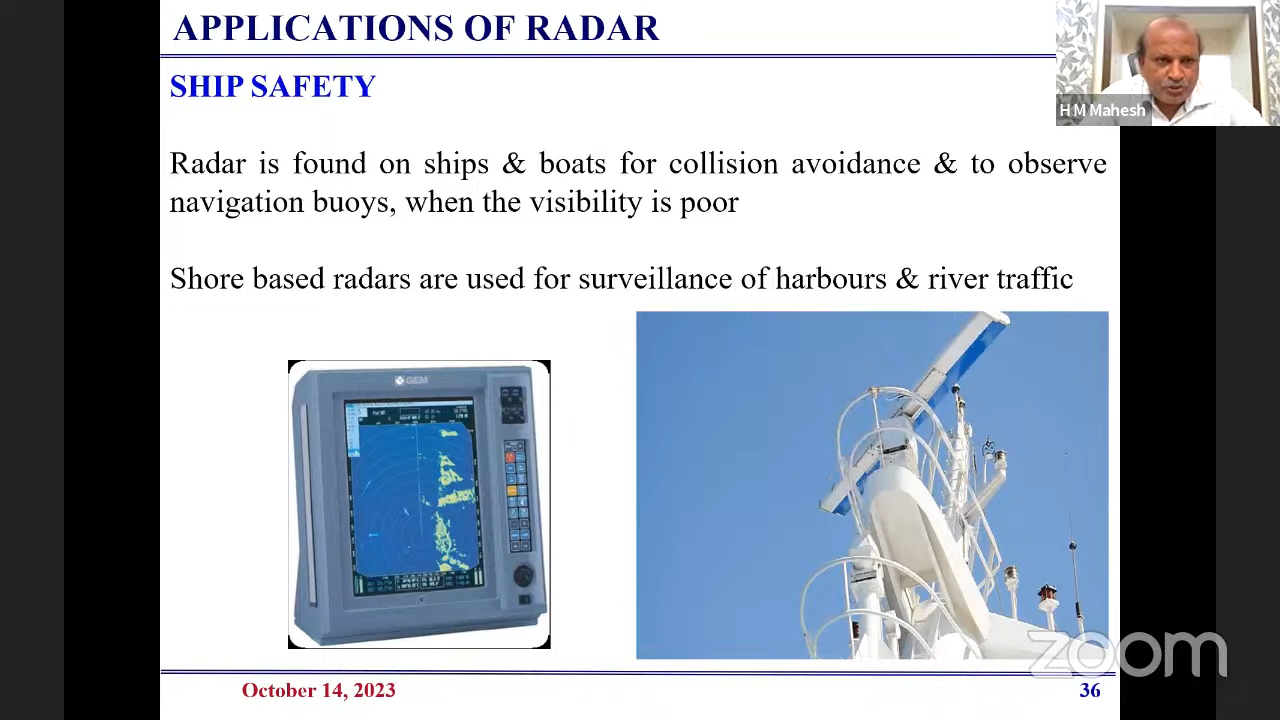 APPLICATIONS OF RADAR
H M Mahesh
SHIP SAFETY
Radar is found on ships & boats for collision avoidance & to observe
navigation buoys, when the visibility is poor
Shore based radars are used for surveillance of harbours & river traffic
GEM
zoom
October 14, 2023
36